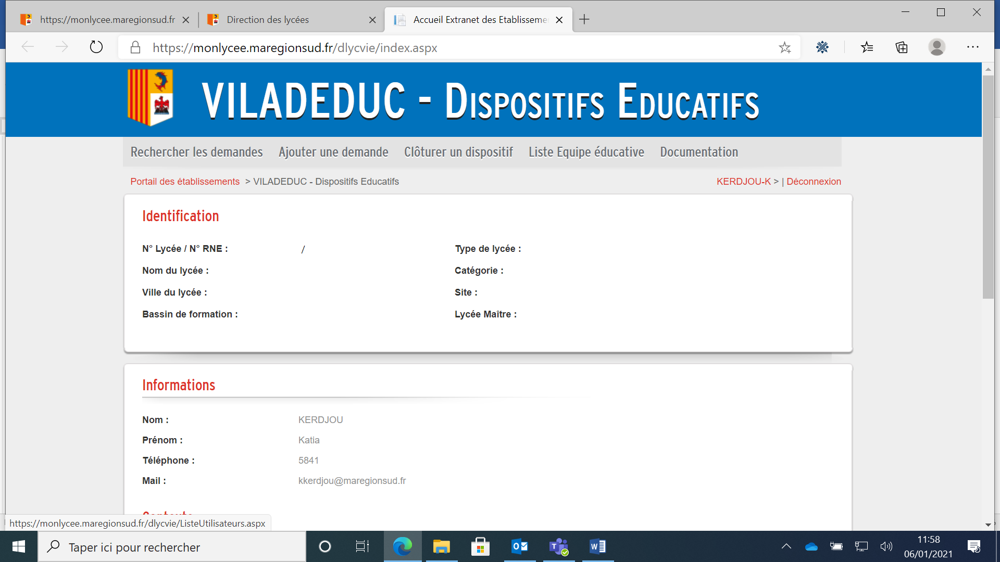 https://monlycee.maregionsud.fr
Direction des lycées
Accueil Extranet des Etablisseme
https://monlycee.maregionsud.fr/dlycvie/index.aspx
VILADEDUC - DISPOSITIFS EDUCATIFS
Rechercher les demandes Ajouter une demande Clôturer un dispositif Liste Equipe éducative Documentation
Portail des établissements > VILADEDUC - Dispositifs Educatifs KERDJOU-K > | Déconnexion
Identification
N° Lycée / N° RNE : / Type de lycée :
Nom du lycée : Catégorie :
Ville du lycée : Site :
Bassin de formation : Lycée Maître :
Informations
Nom : KERDJOU
Prénom : Katia
Téléphone : 5841
Mail : kkerdjou@maregionsud.fr
https://monlycee.maregionsud.fr/dlycvie/ListeUtilisateurs.aspx
Taper ici pour rechercher
11:58
06/01/2021